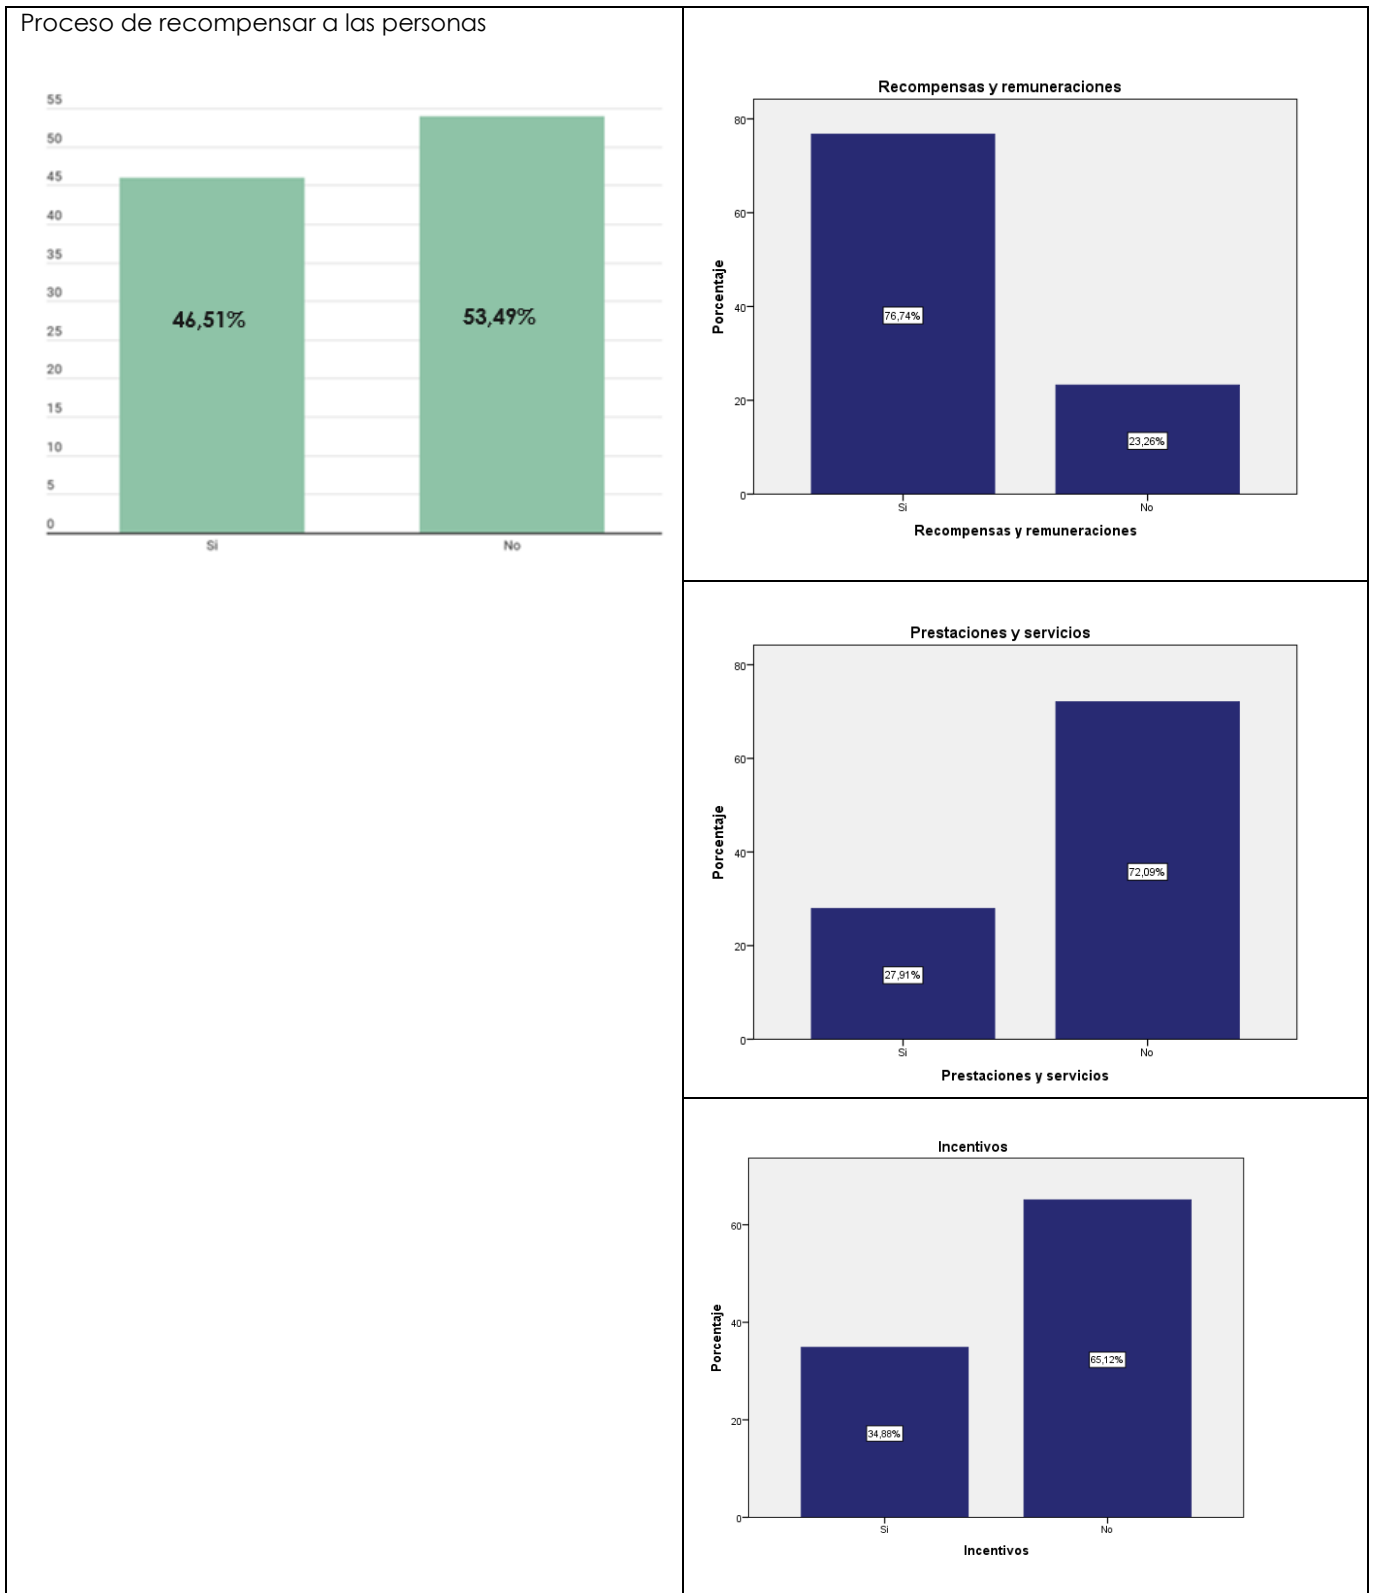 Proceso de recompensar a las personas
55
50
45
40
35
30
25
20
15
10
5
0
46,51%
53,49%
Si
No
Recompensas y remuneraciones
Porcentaje
80
60
40
20
0
76,74%
23,26%
Si
No
Recompensas y remuneraciones
Prestaciones y servicios
Porcentaje
80
60
40
20
0
27,91%
72,09%
Si
No
Prestaciones y servicios
Incentivos
Porcentaje
60
40
20
0
34,88%
65,12%
Si
No
Incentivos